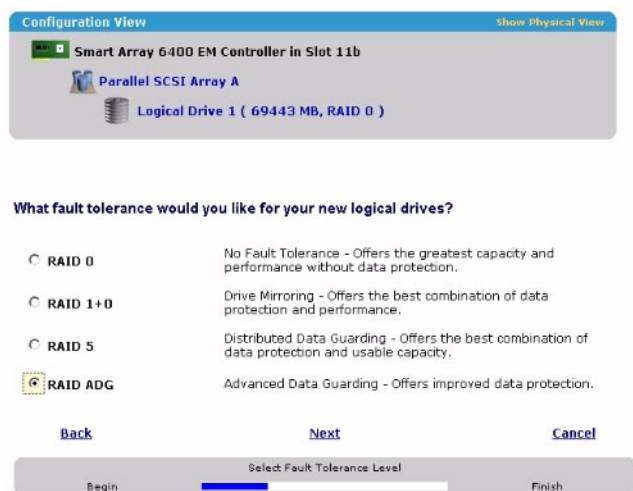 Configuration View Show Physical View
Smart Array 6400 EM Controller in Slot 11b
Parallel SCSI Array A
Logical Drive 1 ( 69443 MB, RAID 0 )
What fault tolerance would you like for your new logical drives?
RAID 0 No Fault Tolerance - Offers the greatest capacity and
performance without data protection.
RAID 1+0 Drive Mirroring - Offers the best combination of data
protection and performance.
RAID 5 Distributed Data Guarding - Offers the best combination of
data protection and usable capacity.
RAID ADG Advanced Data Guarding - Offers improved data protection.
Back Next Cancel
Select Fault Tolerance Level
Begin Finish